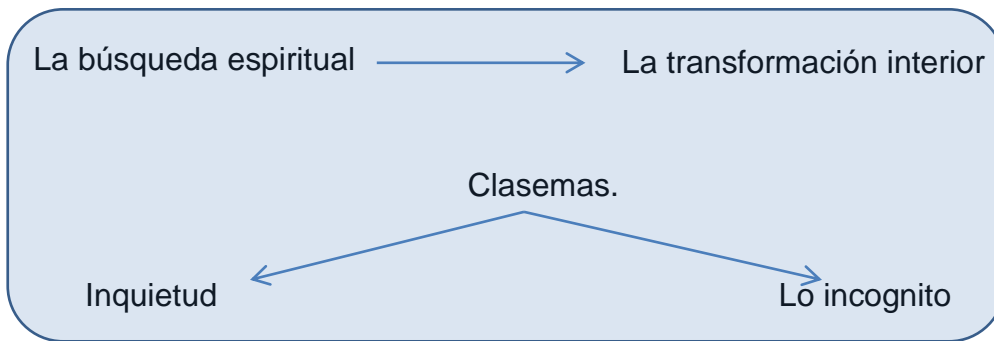 La búsqueda espiritual
La transformación interior
Clasemas.
Inquietud
Lo incognito